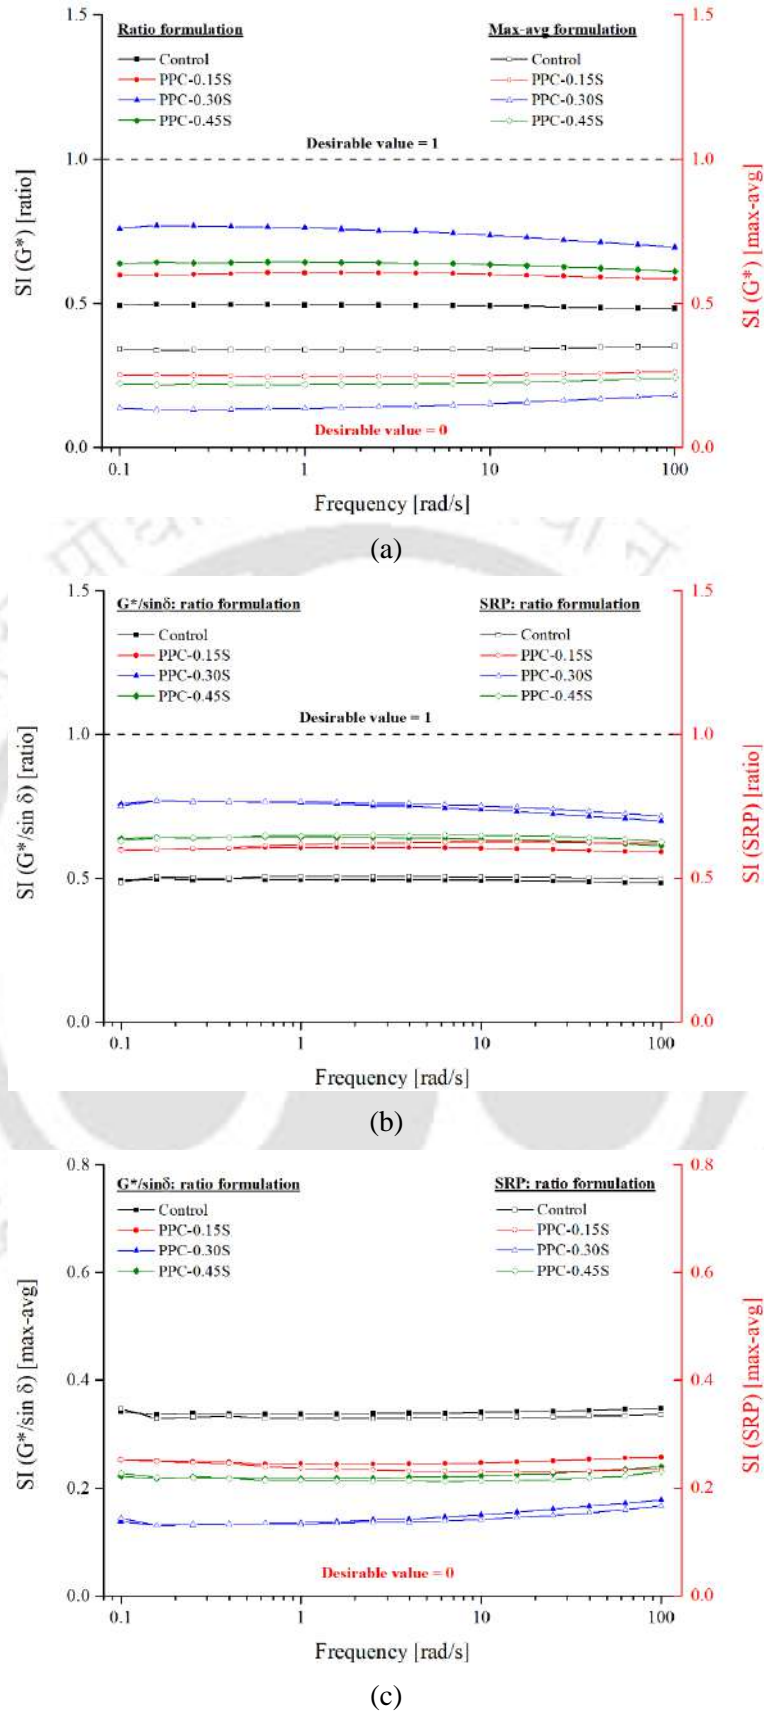 1.5
1.5
Ratio formulation
Max-avg formulation
Control
Control
PPC-0.15S
PPC-0.15S
PPC-0.30S
PPC-0.30S
PPC-0.45S
PPC-0.45S
Desirable value = 1
1.0
1.0
SI (G*) [ratio]
SI (G*) [max-avg]
0.5
0.5
Desirable value = 0
0.0
0.0
0.1
1
10
100
Frequency [rad/s]
(a)
1.5
1.5
G*/sinδ: ratio formulation
SRP: ratio formulation
Control
Control
PPC-0.15S
PPC-0.15S
PPC-0.30S
PPC-0.30S
PPC-0.45S
PPC-0.45S
Desirable value = 1
1.0
1.0
SI (G*/sin δ) [ratio]
SI (SRP) [ratio]
0.5
0.5
0.0
0.0
0.1
1
10
100
Frequency [rad/s]
(b)
0.8
0.8
G*/sinδ: ratio formulation
SRP: ratio formulation
Control
Control
PPC-0.15S
PPC-0.15S
PPC-0.30S
PPC-0.30S
PPC-0.45S
PPC-0.45S
0.6
0.6
SI (G*/sin δ) [max-avg]
SI (SRP) [max-avg]
0.4
0.4
0.2
0.2
Desirable value = 0
0.0
0.0
0.1
1
10
100
Frequency [rad/s]
(c)